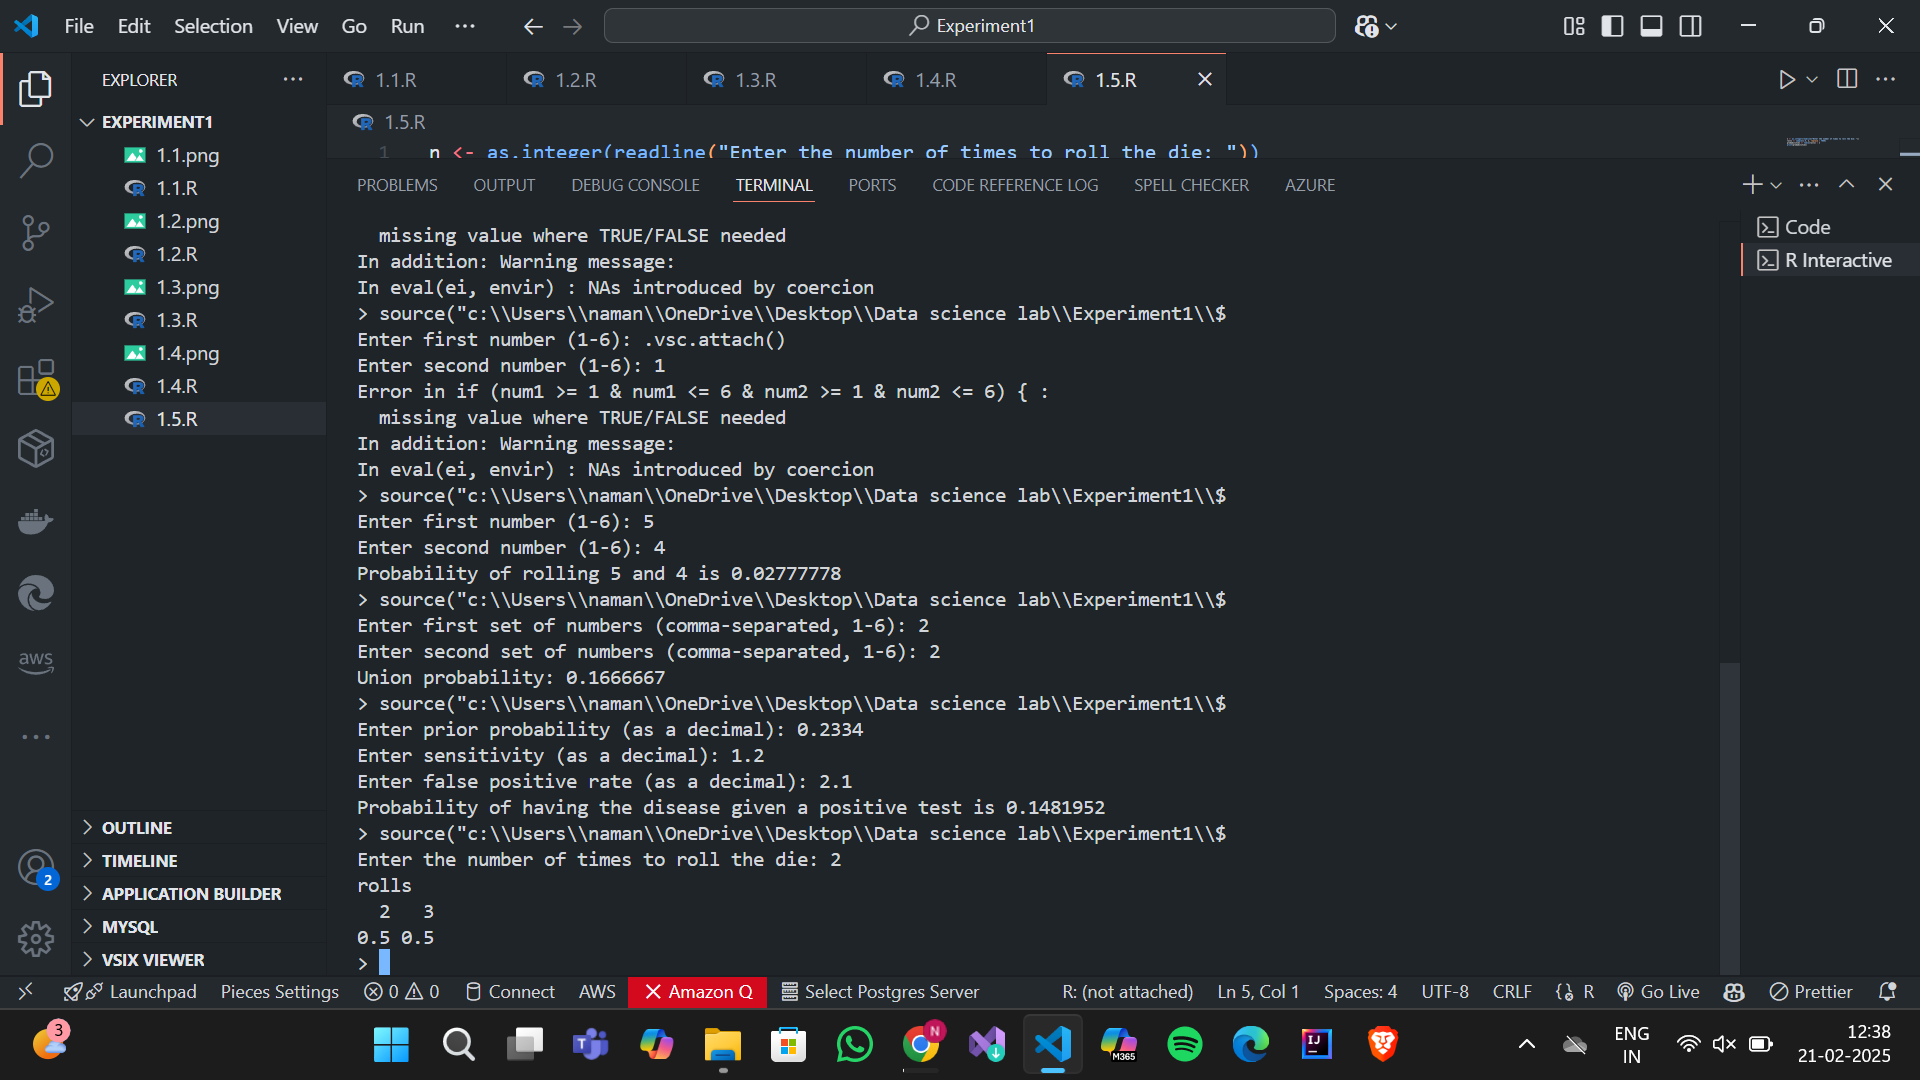 File Edit Selection View Go Run ···
Experiment1
EXPLORER
1.1.R 1.2.R 1.3.R 1.4.R 1.5.R
EXPERIMENT1
1.1.png
1.1.R
1.2.png
1.2.R
1.3.png
1.3.R
1.4.png
1.4.R
1.5.R
OUTLINE
TIMELINE
APPLICATION BUILDER
MYSQL
VSIX VIEWER
aws
2
1.5.R
1 n <- as.integer(readline("Enter the number of times to roll the die: "))
PROBLEMS OUTPUT DEBUG CONSOLE TERMINAL PORTS CODE REFERENCE LOG SPELL CHECKER AZURE
missing value where TRUE/FALSE needed
In addition: Warning message:
In eval(ei, envir) : NAs introduced by coercion
> source("c:\\Users\\naman\\OneDrive\\Desktop\\Data science lab\\Experiment1\\$
Enter first number (1-6): .vsc.attach()
Enter second number (1-6): 1
Error in if (num1 >= 1 & num1 <= 6 & num2 >= 1 & num2 <= 6) { :
missing value where TRUE/FALSE needed
In addition: Warning message:
In eval(ei, envir) : NAs introduced by coercion
> source("c:\\Users\\naman\\OneDrive\\Desktop\\Data science lab\\Experiment1\\$
Enter first number (1-6): 5
Enter second number (1-6): 4
Probability of rolling 5 and 4 is 0.02777778
> source("c:\\Users\\naman\\OneDrive\\Desktop\\Data science lab\\Experiment1\\$
Enter first set of numbers (comma-separated, 1-6): 2
Enter second set of numbers (comma-separated, 1-6): 2
Union probability: 0.1666667
> source("c:\\Users\\naman\\OneDrive\\Desktop\\Data science lab\\Experiment1\\$
Enter prior probability (as a decimal): 0.2334
Enter sensitivity (as a decimal): 1.2
Enter false positive rate (as a decimal): 2.1
Probability of having the disease given a positive test is 0.1481952
> source("c:\\Users\\naman\\OneDrive\\Desktop\\Data science lab\\Experiment1\\$
Enter the number of times to roll the die: 2
rolls
2 3
0.5 0.5
>
Code
R Interactive
Launchpad Pieces Settings 0 0 Connect AWS Amazon Q Select Postgres Server R: (not attached) Ln 5, Col 1 Spaces: 4 UTF-8 CRLF R Go Live Prettier
3
N
M365
IJ
ENG
IN
12:38
21-02-2025